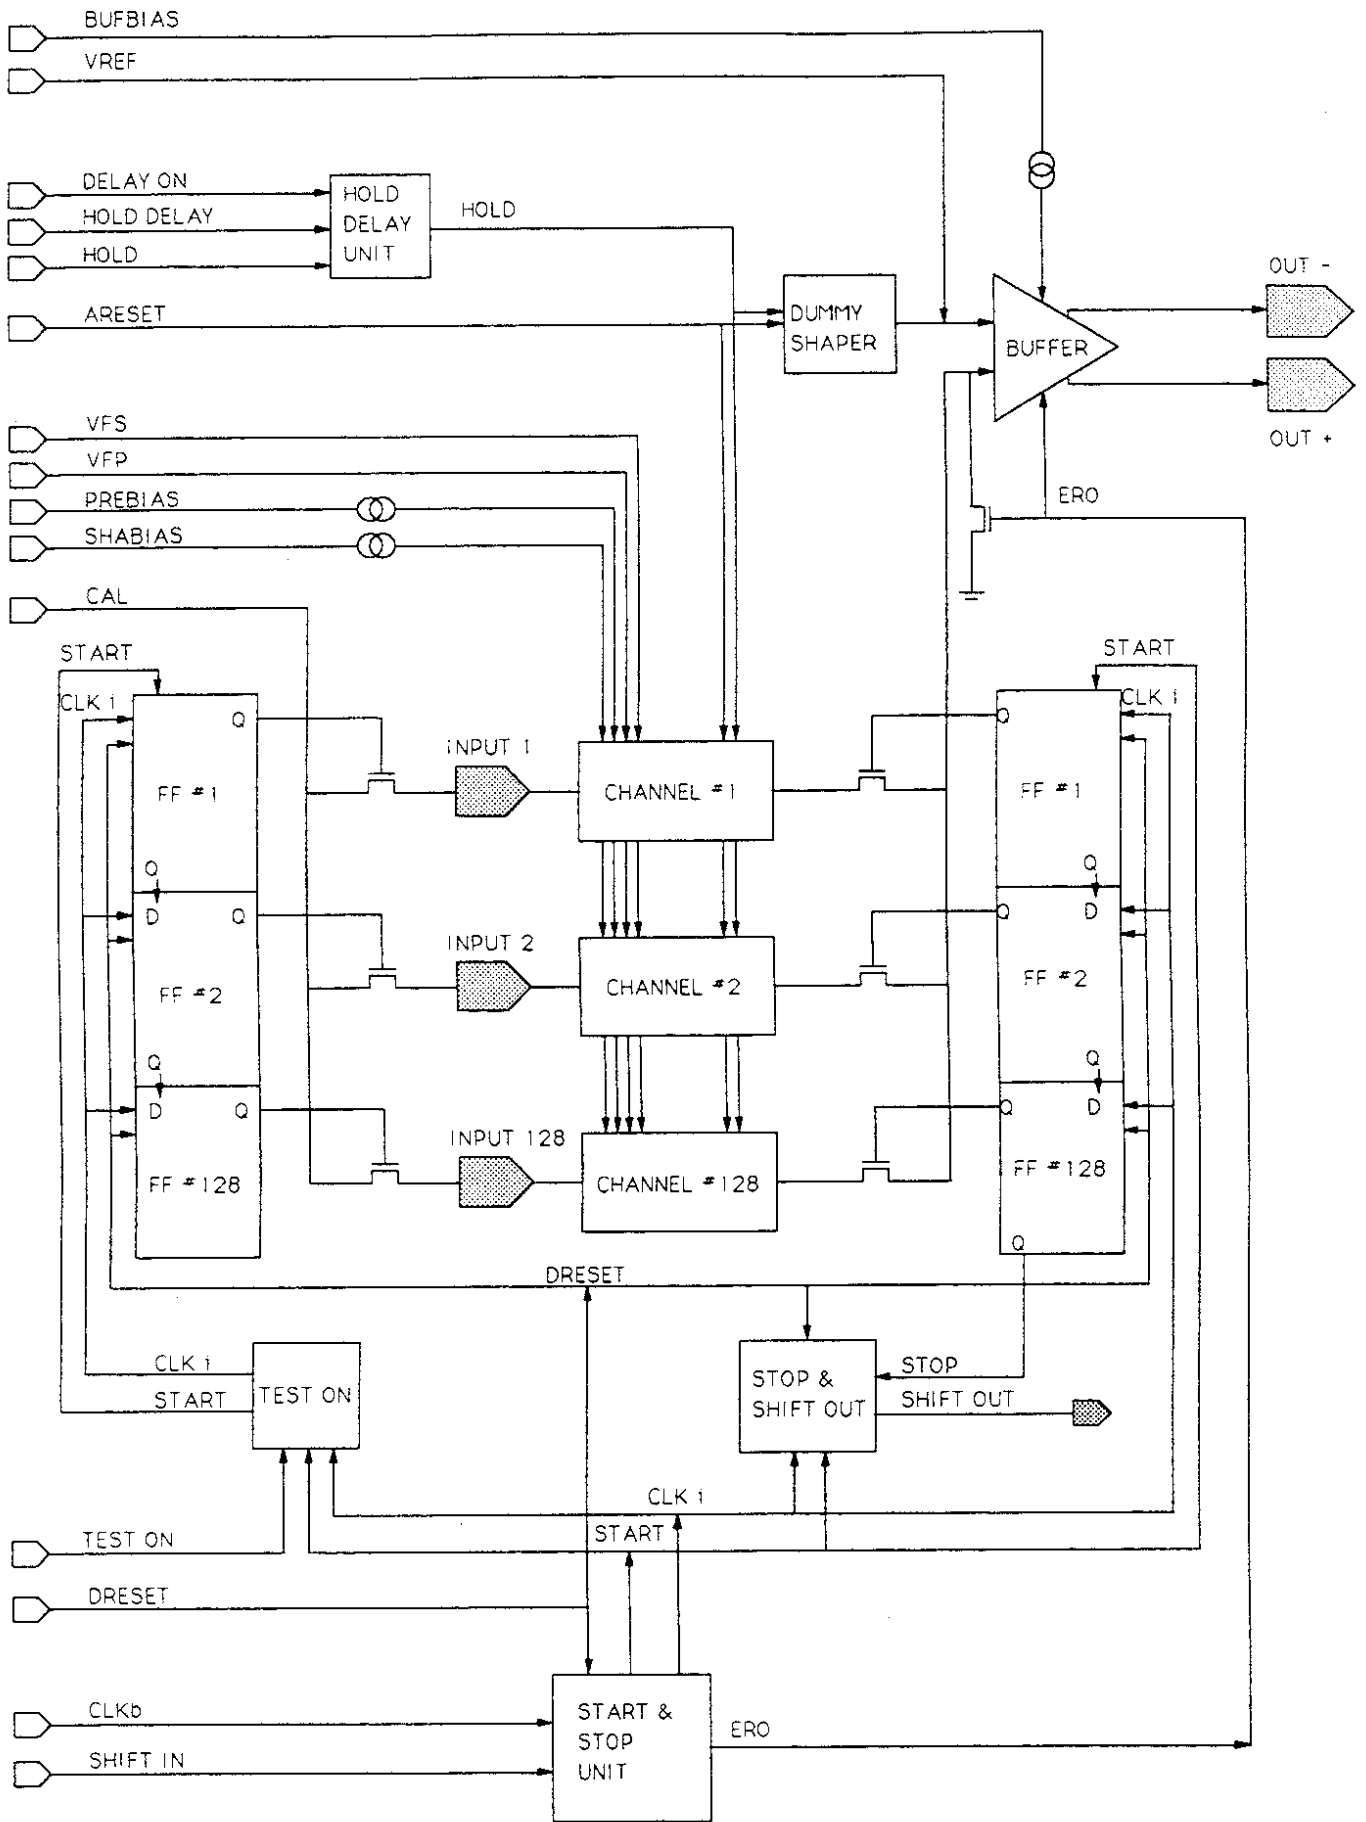 BUFBIAS
VREF
DELAY ON
HOLD DELAY
HOLD
HOLD
DELAY
UNIT
HOLD
ARESET
DUMMY
SHAPER
BUFFER
OUT -
OUT +
VFS
VFP
PREBIAS
SHABIAS
ERO
CAL
START
START
CLK i
CLK i
Q
Q
INPUT 1
FF #1
CHANNEL #1
FF #1
Q
Q
D
Q
Q
D
INPUT 2
FF #2
CHANNEL #2
FF #2
Q
Q
D
Q
Q
D
INPUT 128
FF #128
CHANNEL #128
FF #128
Q
DRESET
CLK i
START
TEST ON
STOP &
SHIFT OUT
STOP
SHIFT OUT
CLK i
START
TEST ON
DRESET
CLKb
SHIFT IN
START &
STOP
UNIT
ERO